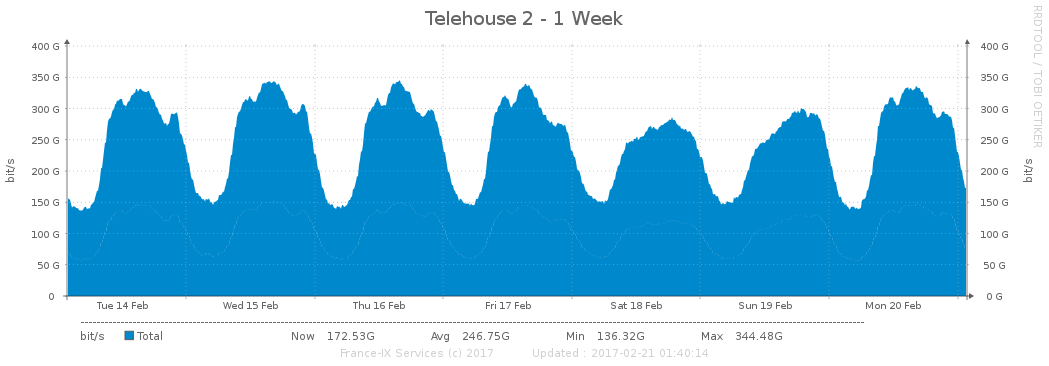 Telehouse 2 - 1 Week
RRDTOOL / TOBI OETIKER
400 G 400 G
350 G 350 G
300 G 300 G
250 G 250 G
200 G 200 G
150 G 150 G
100 G 100 G
50 G 50 G
0 0 G
bit/s bit/s
Tue 14 Feb Wed 15 Feb Thu 16 Feb Fri 17 Feb Sat 18 Feb Sun 19 Feb Mon 20 Feb
bit/s Total Now 172.53G Avg 246.75G Min 136.32G Max 344.48G
France-IX Services (c) 2017 Updated : 2017-02-21 01:40:14